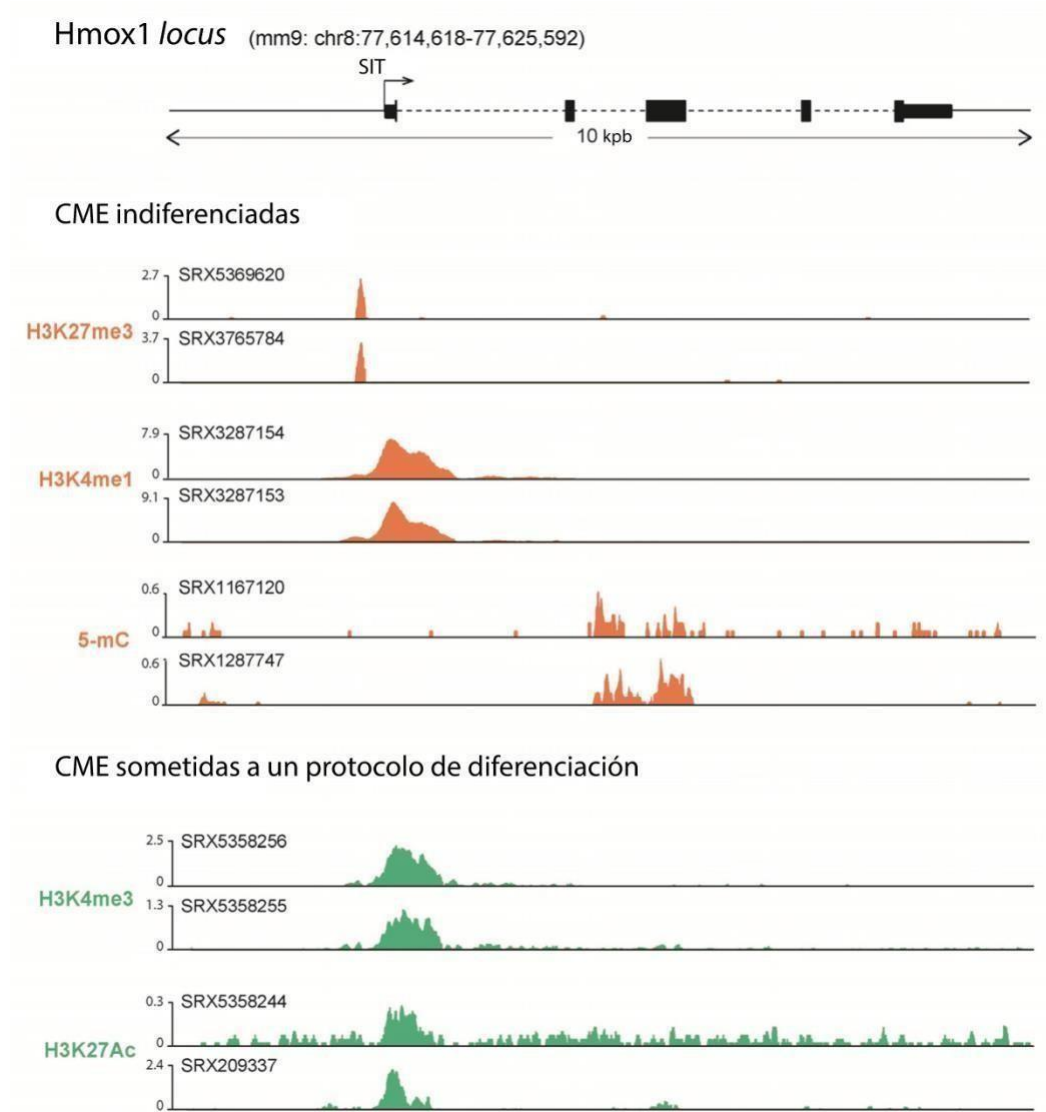 Hmox1 locus (mm9: chr8:77,614,618-77,625,592)
SIT
10 kpb
CME indiferenciadas
H3K27me3
2.7 SRX5369620
0
3.7 SRX3765784
0
H3K4me1
7.9 SRX3287154
0
9.1 SRX3287153
0
5-mC
0.6 SRX1167120
0
0.6 SRX1287747
0
CME sometidas a un protocolo de diferenciación
H3K4me3
2.5 SRX5358256
0
1.3 SRX5358255
0
H3K27Ac
0.3 SRX5358244
0
2.4 SRX209337
0